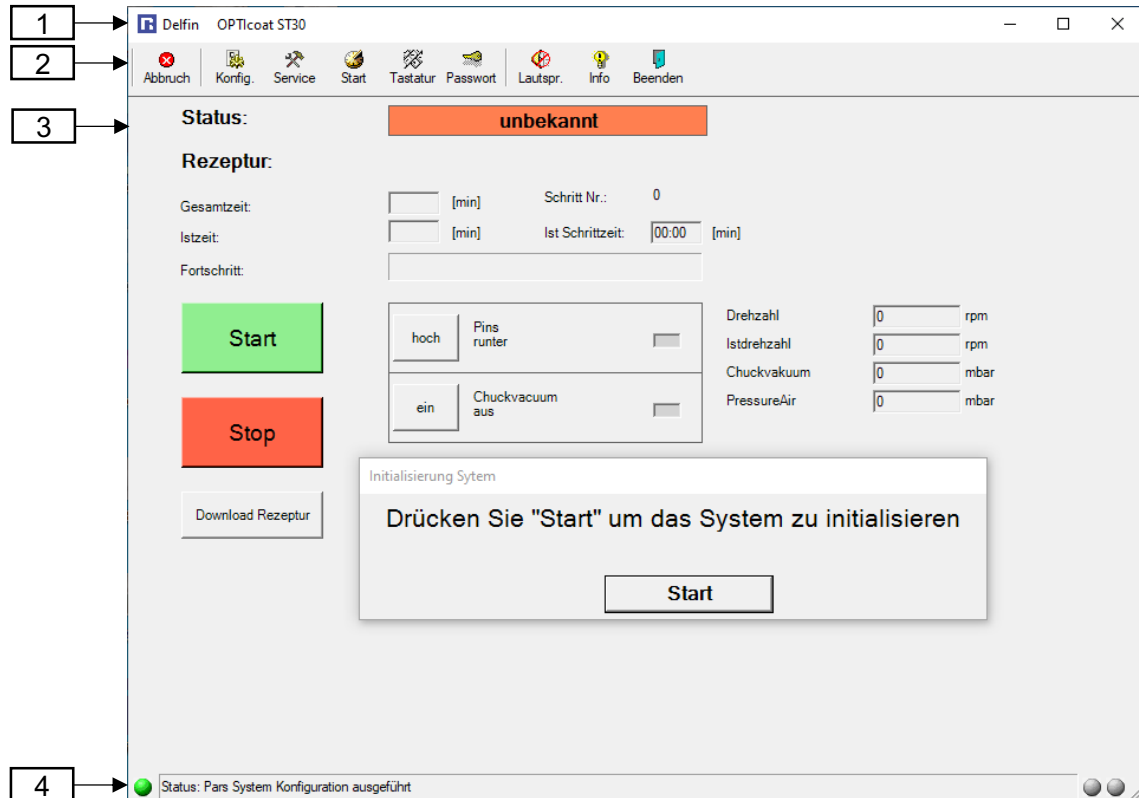 1
Delfin OPTIcoat ST30
2
Abbruch Konfig. Service Start Tastatur Passwort Lautspr. Info Beenden
3
Status: unbekannt
Rezeptur:
Gesamtzeit: [min] Schritt Nr.: 0
Istzeit: [min] Ist Schrittzeit: 00:00 [min]
Fortschritt:
Start
hoch Pins runter
Drehzahl 0 rpm
Istdrehzahl 0 rpm
Chuckvakuum 0 mbar
PressureAir 0 mbar
Stop
ein Chuckvacuum aus
Download Rezeptur
Initialisierung Sytem
Drücken Sie "Start" um das System zu initialisieren
Start
4
Status: Pars System Konfiguration ausgeführt